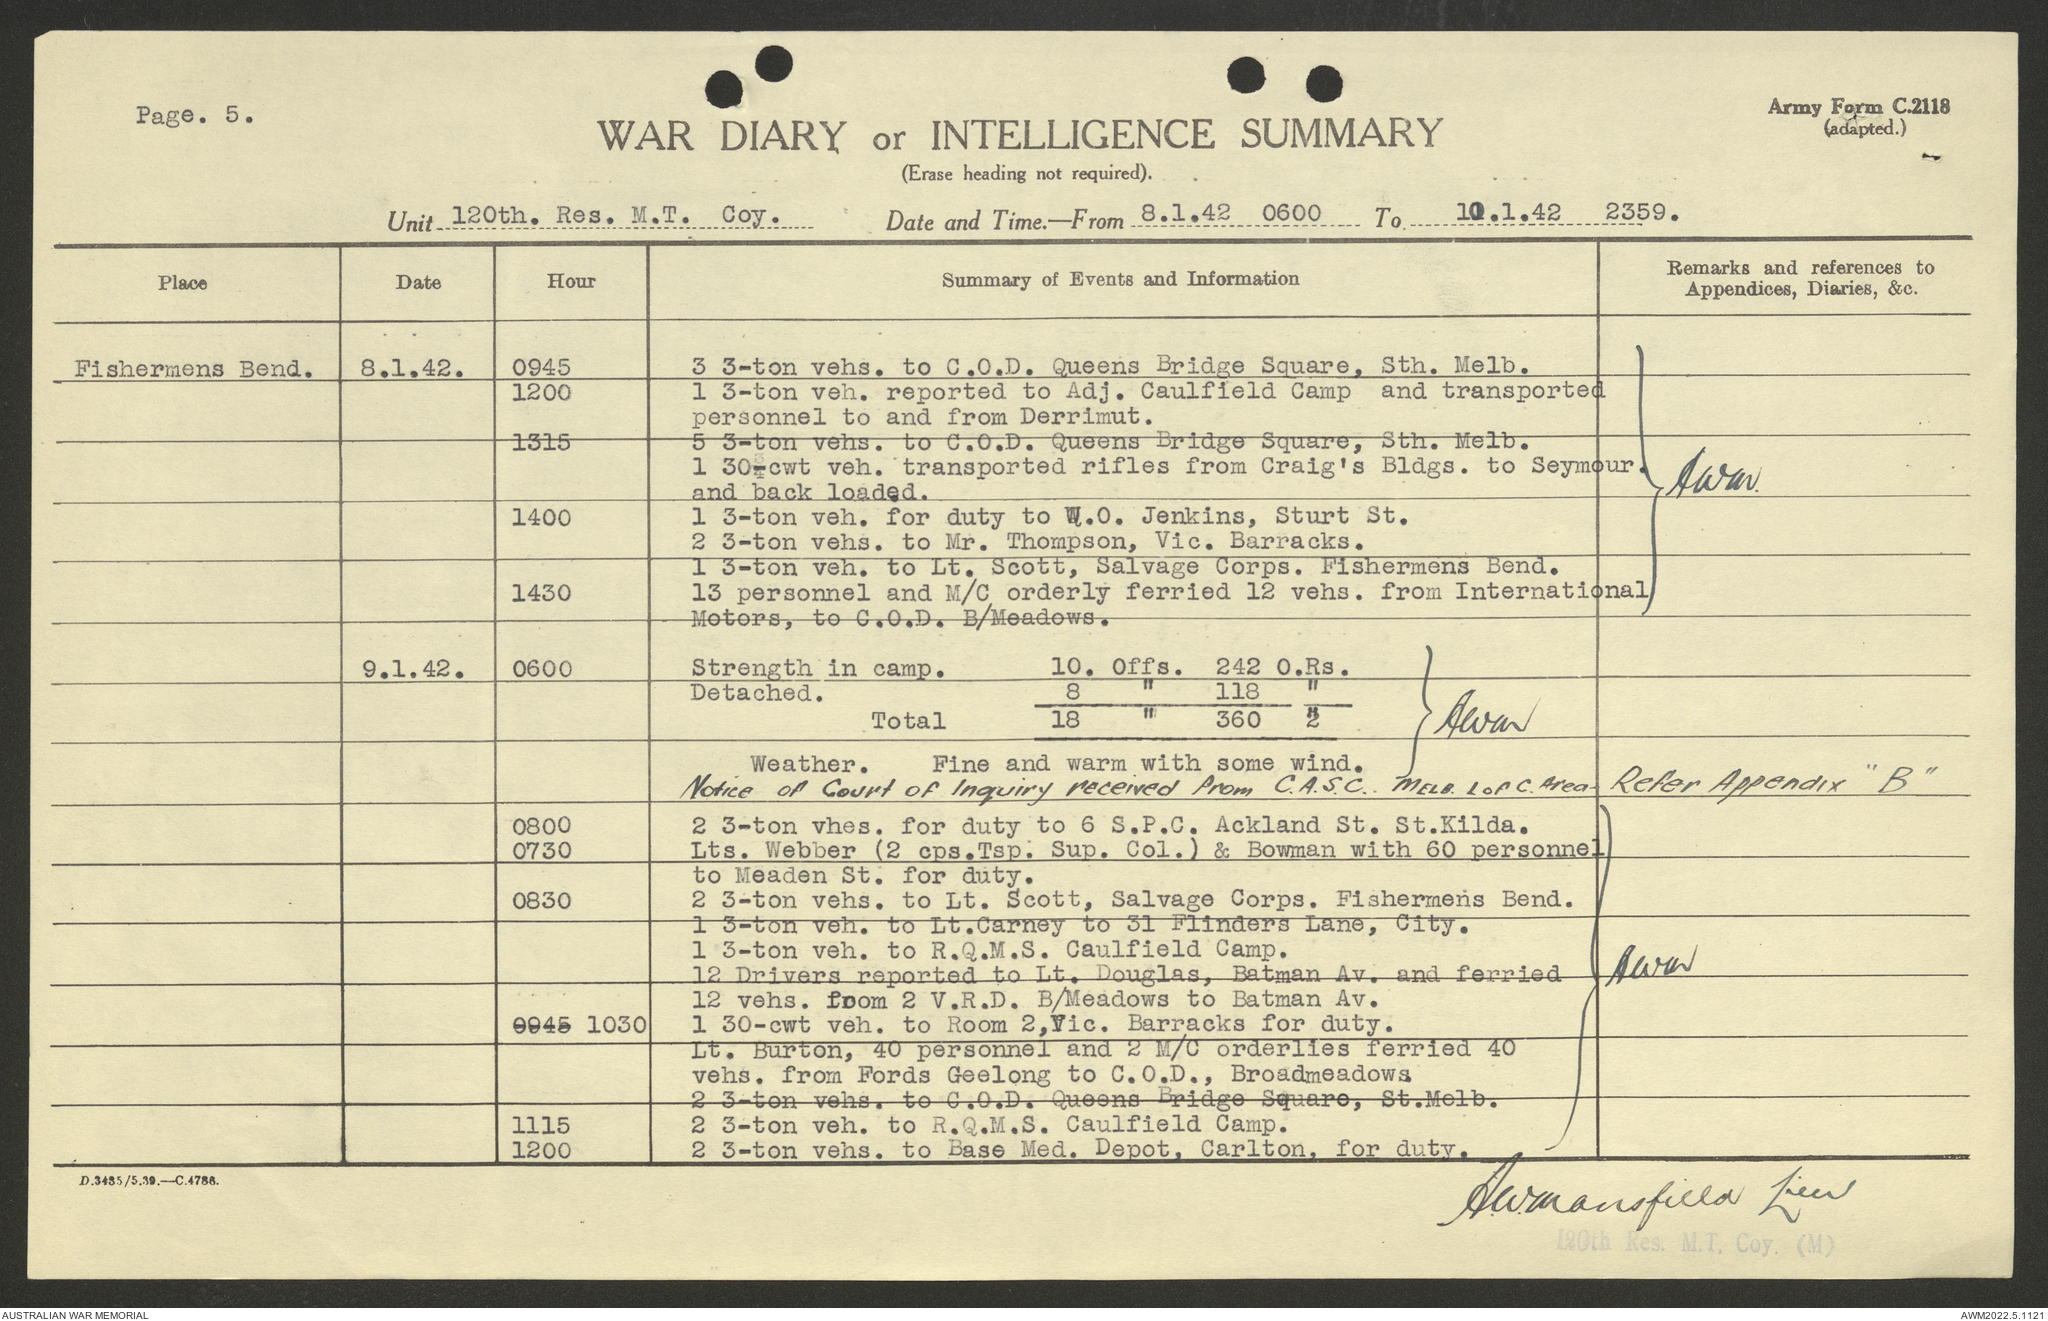 Page. 5.
Army Form C.2118
(adapted.)
WAR DIARY or INTELLIGENCE SUMMARY
(Erase heading not required).
Unit 120th. Res. M.T. Coy. Date and Time.—From 8.1.42 0600 To 10.1.42 2359.
Place Date Hour Summary of Events and Information Remarks and references to Appendices, Diaries, &c.
Fishermens Bend. 8.1.42. 0945 3 3-ton vehs. to C.O.D. Queens Bridge Square, Sth. Melb.
1200 1 3-ton veh. reported to Adj. Caulfield Camp and transported
personnel to and from Derrimut.
1315 5 3-ton vehs. to C.O.D. Queens Bridge Square, Sth. Melb.
1 30-cwt veh. transported rifles from Craig's Bldgs. to Seymour.
and back loaded.
AWM
1400 1 3-ton veh. for duty to W.O. Jenkins, Sturt St.
2 3-ton vehs. to Mr. Thompson, Vic. Barracks.
1 3-ton veh. to Lt. Scott, Salvage Corps. Fishermens Bend.
1430 13 personnel and M/C orderly ferried 12 vehs. from International
Motors, to C.O.D. B/Meadows.
9.1.42. 0600 Strength in camp. 10. Offs. 242 O.Rs.
Detached. 8 " 118 "
Total 18 " 360 "
AWM
Weather. Fine and warm with some wind.
Notice of Court of Inquiry received from C.A.S.C. Melb. L of C. Area- Refer Appendix "B"
0800 2 3-ton vhes. for duty to 6 S.P.C. Ackland St. St.Kilda.
0730 Lts. Webber (2 cps.Tsp. Sup. Col.) & Bowman with 60 personnel
to Meaden St. for duty.
0830 2 3-ton vehs. to Lt. Scott, Salvage Corps. Fishermens Bend.
1 3-ton veh. to Lt.Carney to 31 Flinders Lane, City.
1 3-ton veh. to R.Q.M.S. Caulfield Camp.
12 Drivers reported to Lt. Douglas, Batman Av. and ferried
AWM
12 vehs. from 2 V.R.D. B/Meadows to Batman Av.
0945 1030 1 30-cwt veh. to Room 2, Vic. Barracks for duty.
Lt. Burton, 40 personnel and 2 M/C orderlies ferried 40
vehs. from Fords Geelong to C.O.D., Broadmeadows
2 3-ton vehs. to C.O.D. Queens Bridge Square, St.Melb.
1115 2 3-ton veh. to R.Q.M.S. Caulfield Camp.
1200 2 3-ton vehs. to Base Med. Depot, Carlton, for duty.
D.3485/5.39.—C.4786.
A.W.Mansfield Lieu
120th Res. M.T. Coy. (M)
AUSTRALIAN WAR MEMORIAL
AWM2022.5.1121